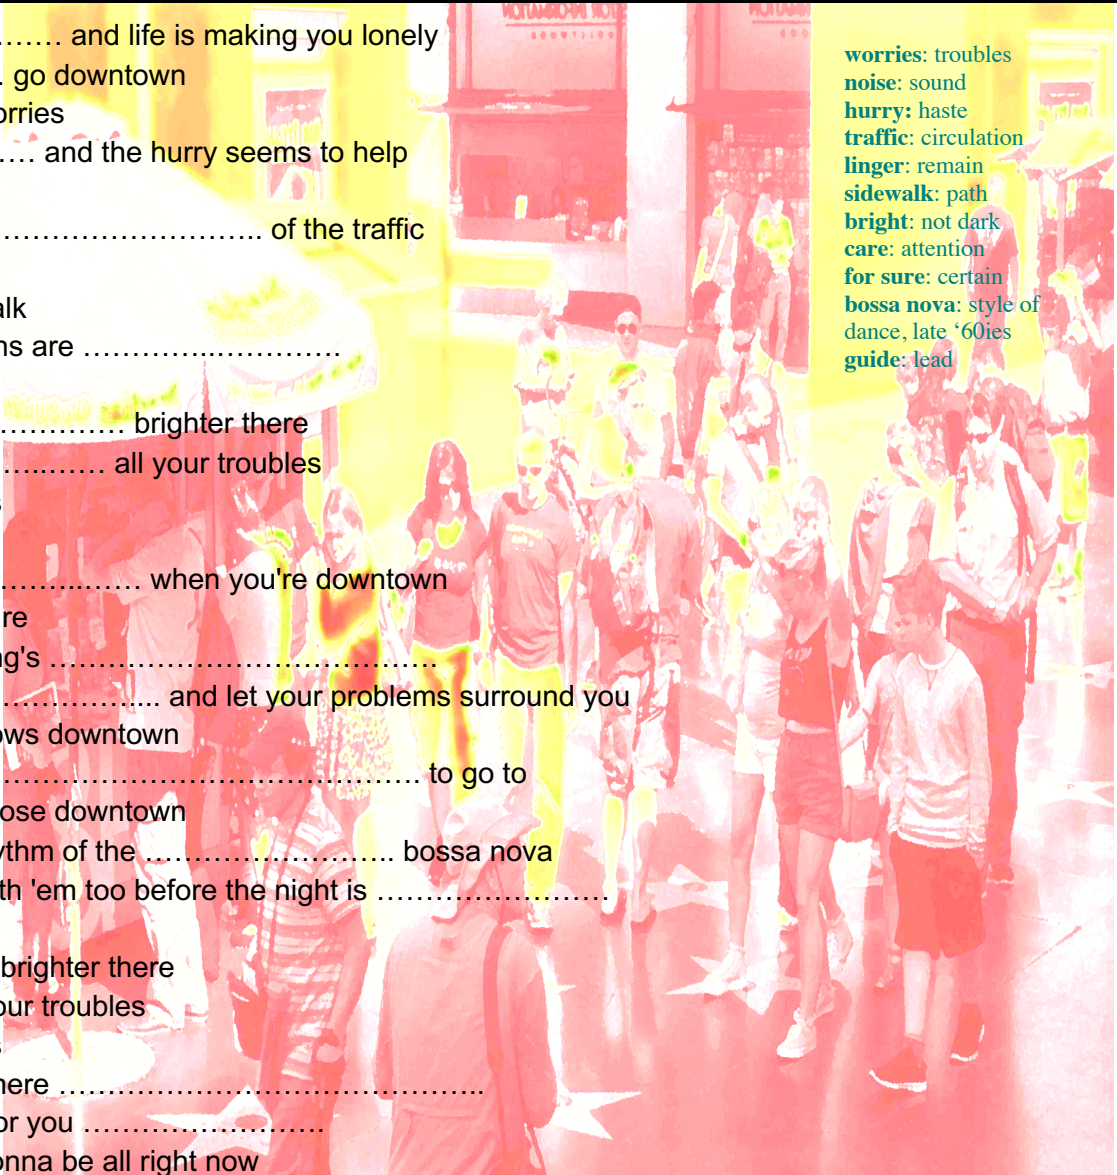 …… and life is making you lonely
. go downtown
orries
…. and the hurry seems to help
……………………….. of the traffic
alk
ns are …………...………….
…………. brighter there
…..…… all your troubles
s
………..…… when you're downtown
re
ng's …………………………………
…………….... and let your problems surround you
ows downtown
……………………………………. to go to
ose downtown
ythm of the ……………………. bossa nova
th 'em too before the night is ……………………
brighter there
our troubles
s
here ……………………………………...
or you ……………………
onna be all right now
worries: troubles
noise: sound
hurry: haste
traffic: circulation
linger: remain
sidewalk: path
bright: not dark
care: attention
for sure: certain
bossa nova: style of
dance, late ‘60ies
guide: lead